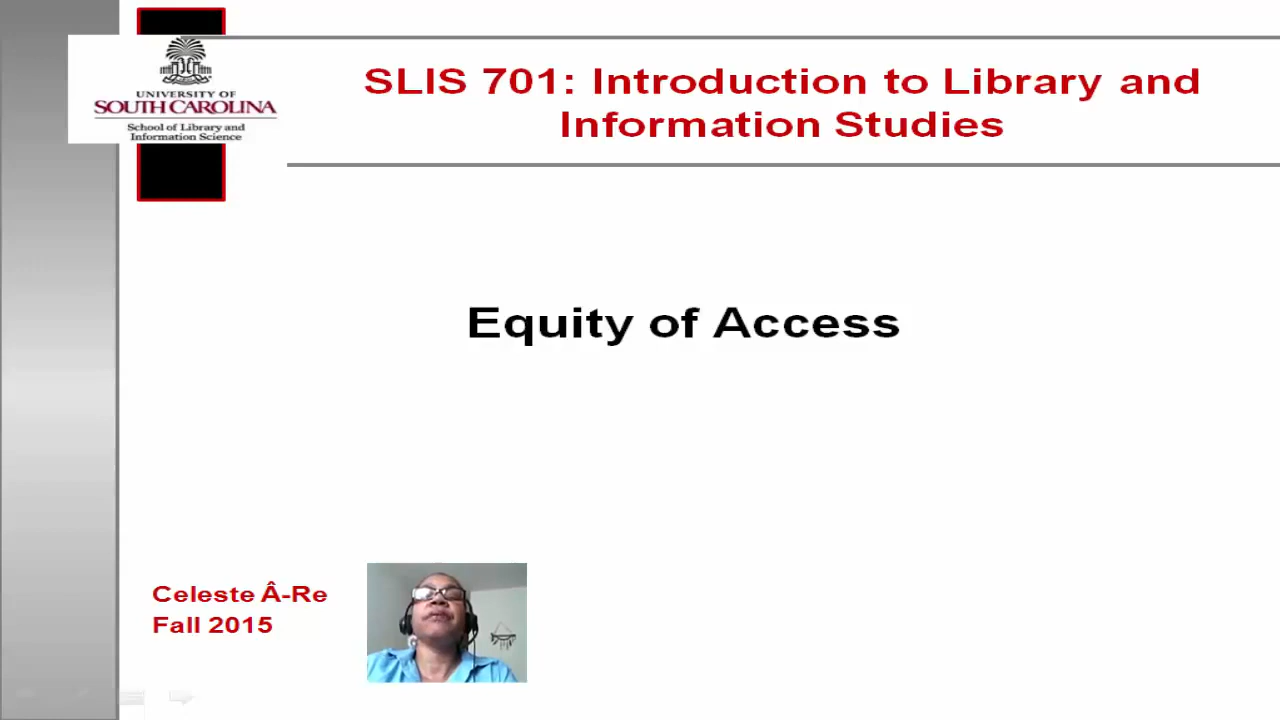 UNIVERSITY OF
SOUTH CAROLINA
School of Library and
Information Science
SLIS 701: Introduction to Library and
Information Studies
Equity of Access
Celeste Â-Re
Fall 2015